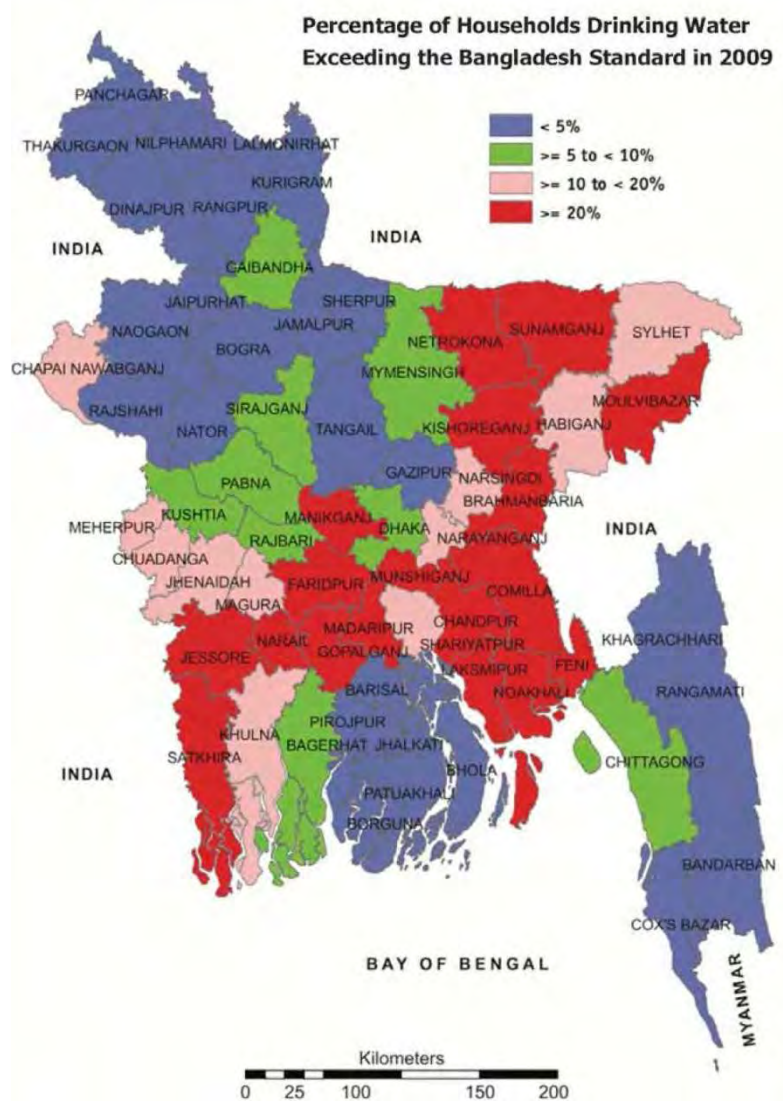 Percentage of Households Drinking Water
Exceeding the Bangladesh Standard in 2009
< 5%
>= 5 to < 10%
>= 10 to < 20%
>= 20%
PANCHAGAR
THAKURGAON
NILPHAMARI
LALMONIRHAT
KURIGRAM
DINAJPUR
RANGPUR
INDIA
INDIA
GAIBANDHA
JAIPURHAT
SHERPUR
JAMALPUR
NAOGAON
BOGRA
NETROKONA
SUNAMGANJ
SYLHET
CHAPAI NAWABGANJ
MYMENSINGH
MOULVIBAZAR
RAJSHAHI
SIRAJGANJ
NATOR
TANGAIL
KISHOREGANJ
HABIGANJ
GAZIPUR
NARSINGDI
PABNA
BRAHMANBARIA
KUSHTIA
MANIKGANJ
DHAKA
MEHERPUR
RAJBARI
NARAYANGANJ
INDIA
CHUADANGA
JHENAIDAH
FARIDPUR
MUNSHIGANJ
COMILLA
MAGURA
MADARIPUR
CHANDPUR
NARAIL
GOPALGANJ
SHARIYATPUR
KHAGRACHHARI
JESSORE
LAKSMIPUR
FENI
BARISAL
NOAKHALI
RANGAMATI
PIROJPUR
KHULNA
BAGERHAT
JHALKATI
SATKHIRA
INDIA
BHOLA
CHITTAGONG
PATUAKHALI
BORGUNA
BANDARBAN
COX'S BAZAR
BAY OF BENGAL
MYANMAR
Kilometers
0 25 100 150 200